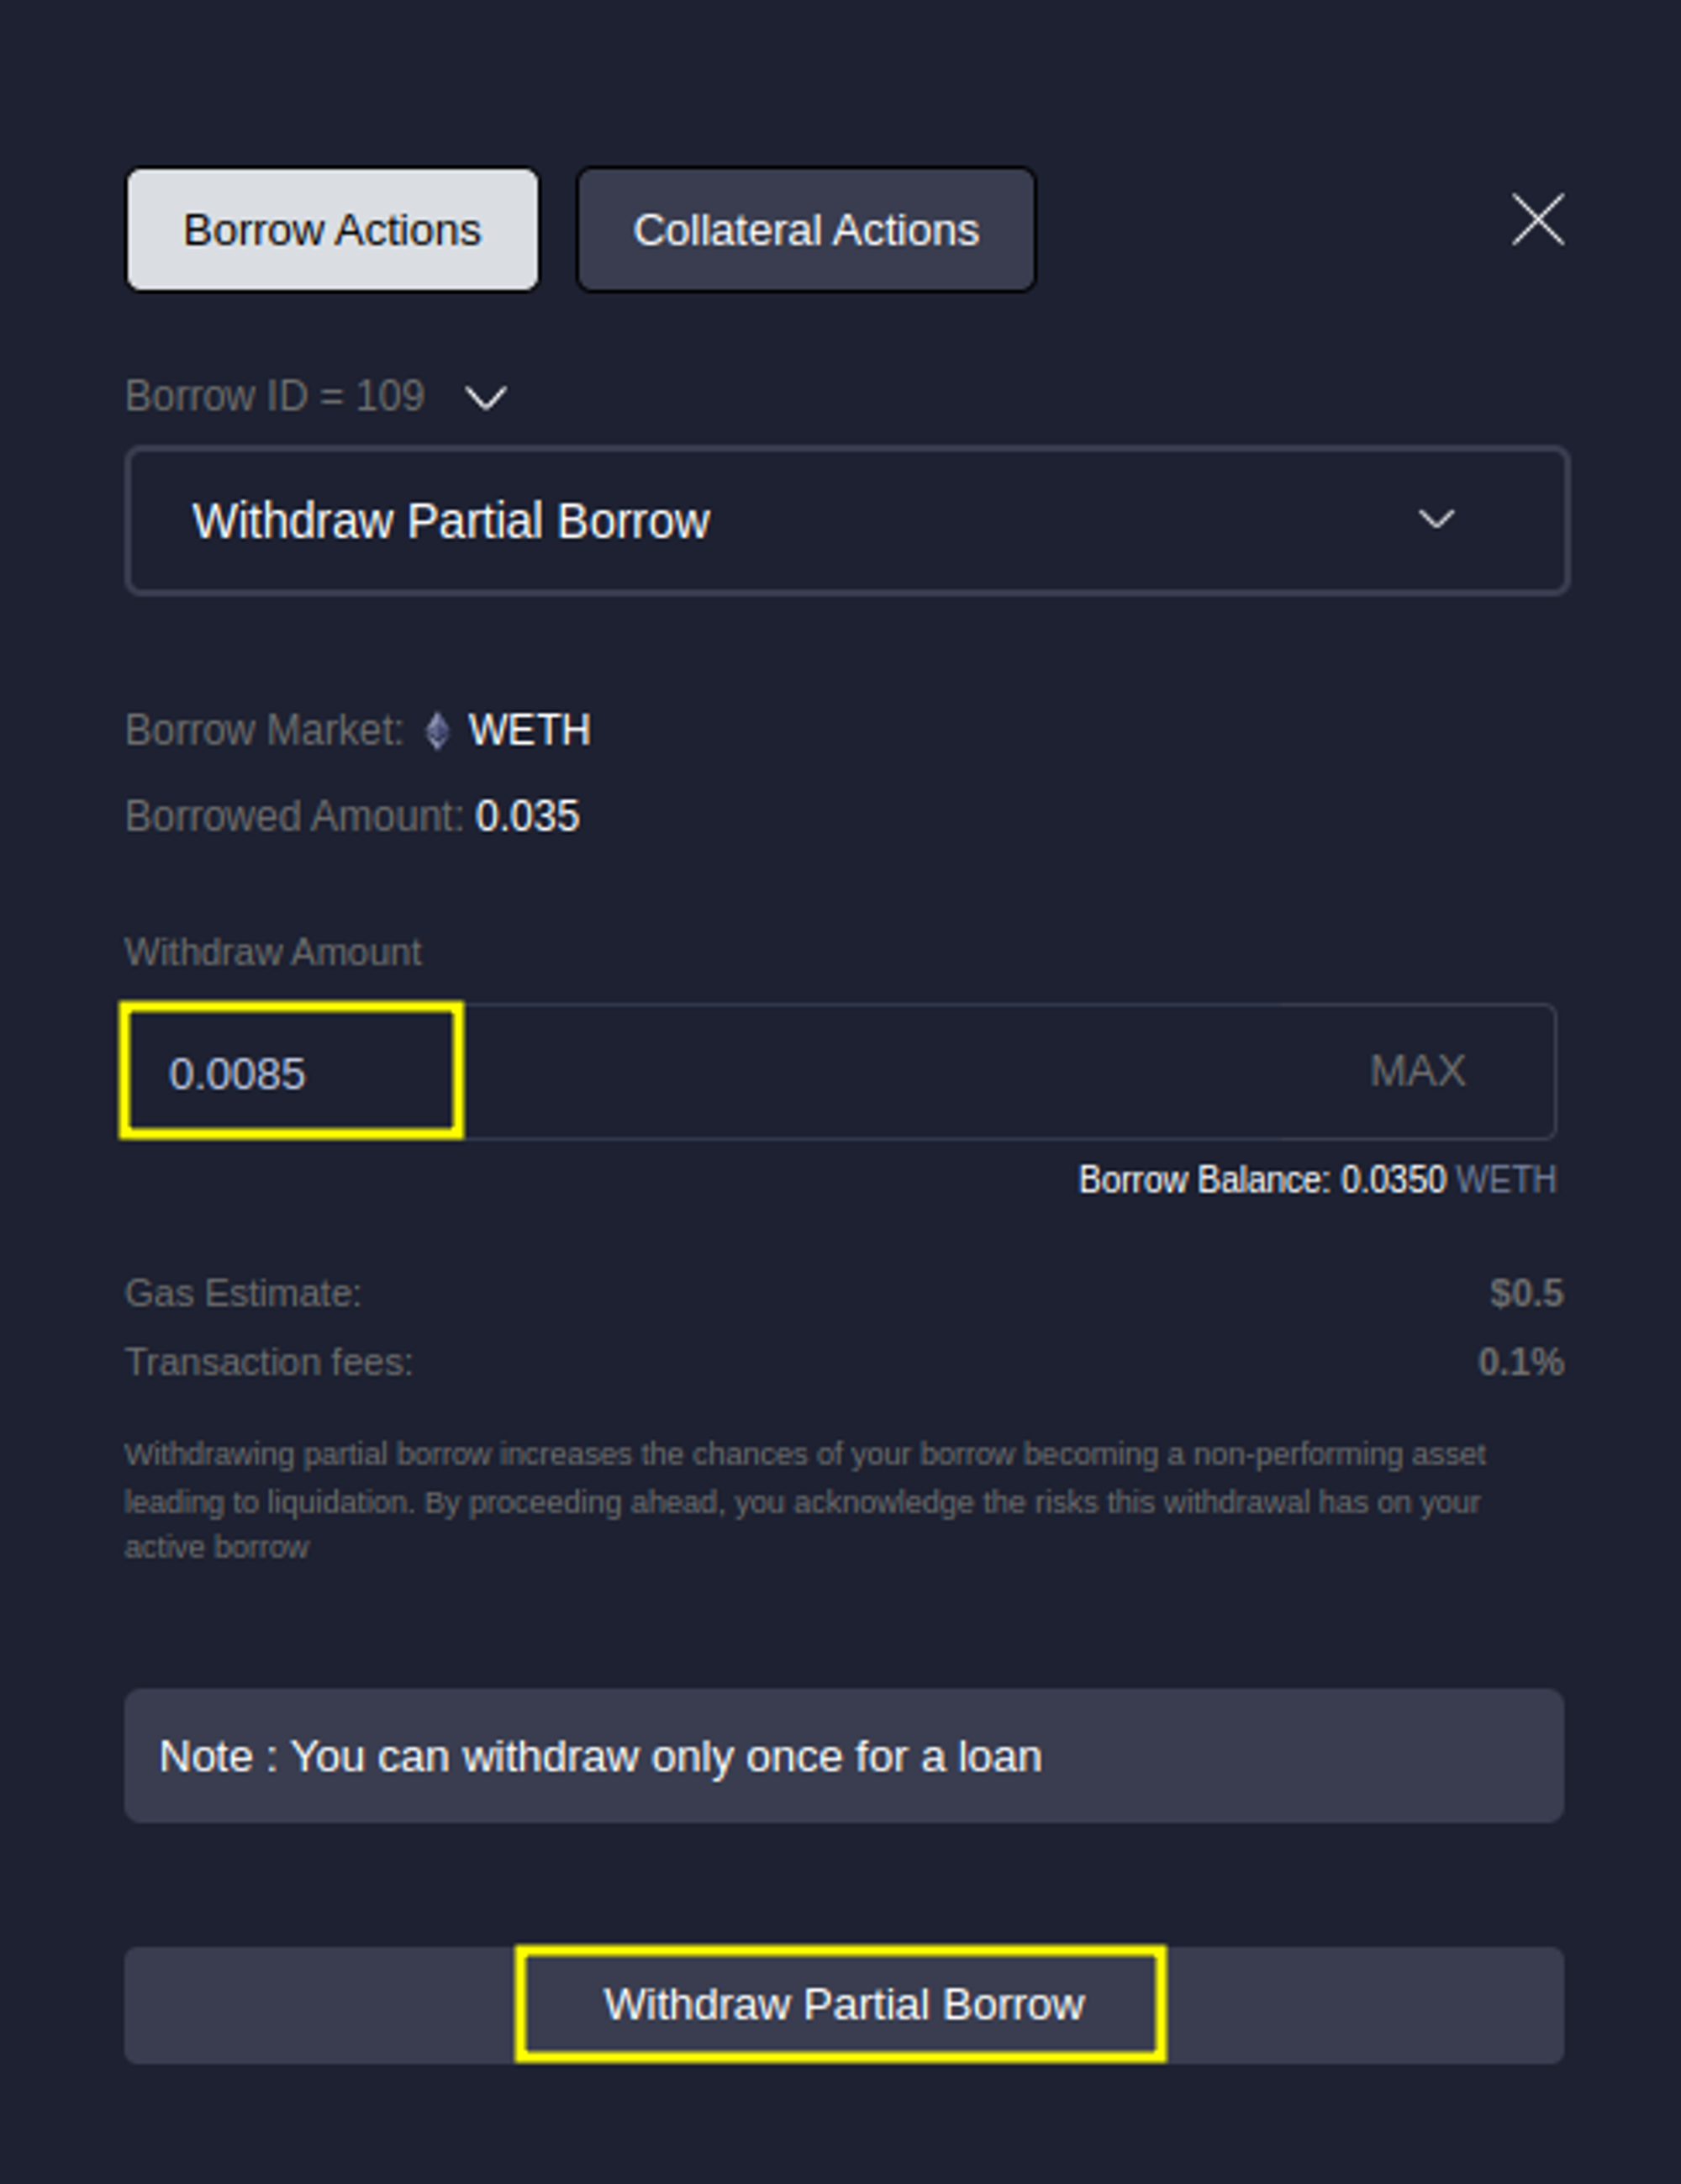 Borrow Actions Collateral Actions
Borrow ID = 109
Withdraw Partial Borrow
Borrow Market: WETH
Borrowed Amount: 0.035
Withdraw Amount
0.0085 MAX
Borrow Balance: 0.0350 WETH
Gas Estimate: $0.5
Transaction fees: 0.1%
Withdrawing partial borrow increases the chances of your borrow becoming a non-performing asset
leading to liquidation. By proceeding ahead, you acknowledge the risks this withdrawal has on your
active borrow
Note : You can withdraw only once for a loan
Withdraw Partial Borrow